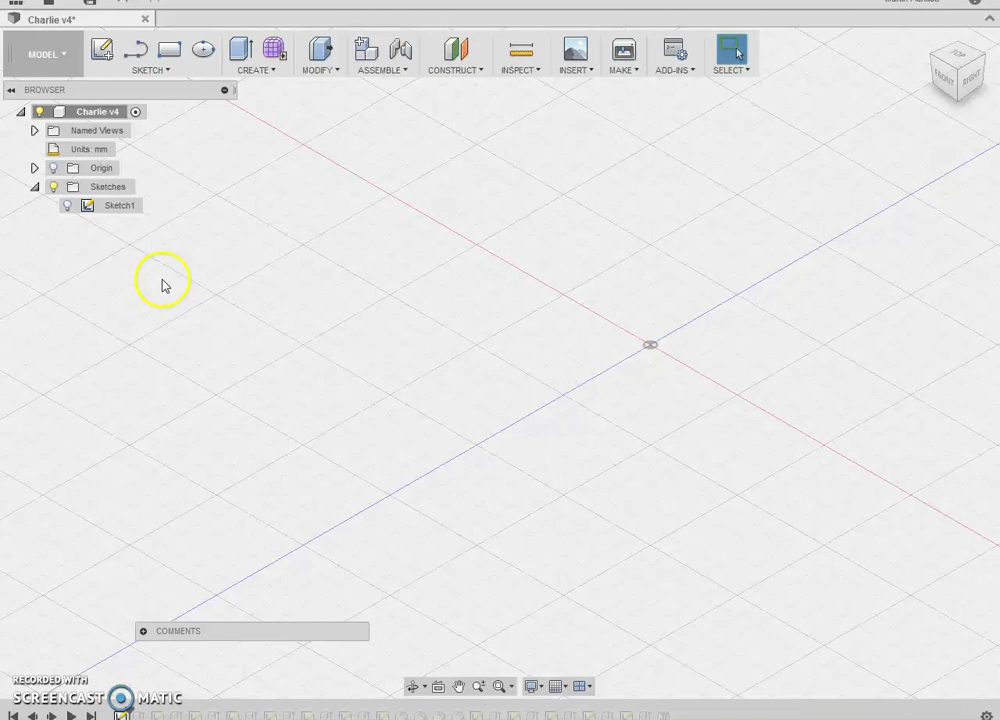 Charlie v4*
MODEL
SKETCH
CREATE
MODIFY
ASSEMBLE
CONSTRUCT
INSPECT
INSERT
MAKE
ADD-INS
SELECT
BROWSER
TOP
FRONT
RIGHT
Charlie v4
Named Views
Units: mm
Origin
Sketches
Sketch1
COMMENTS
RECORDED WITH
SCREENCAST MATIC